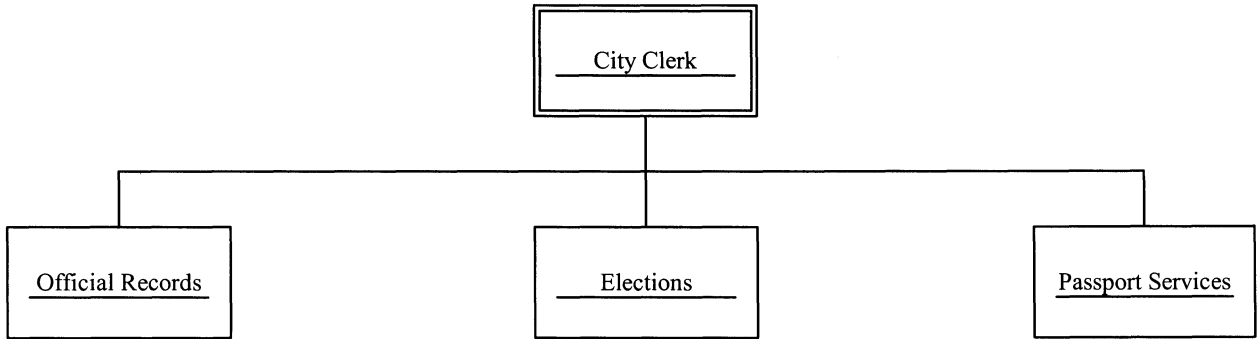 City Clerk
Official Records
Elections
Passport Services